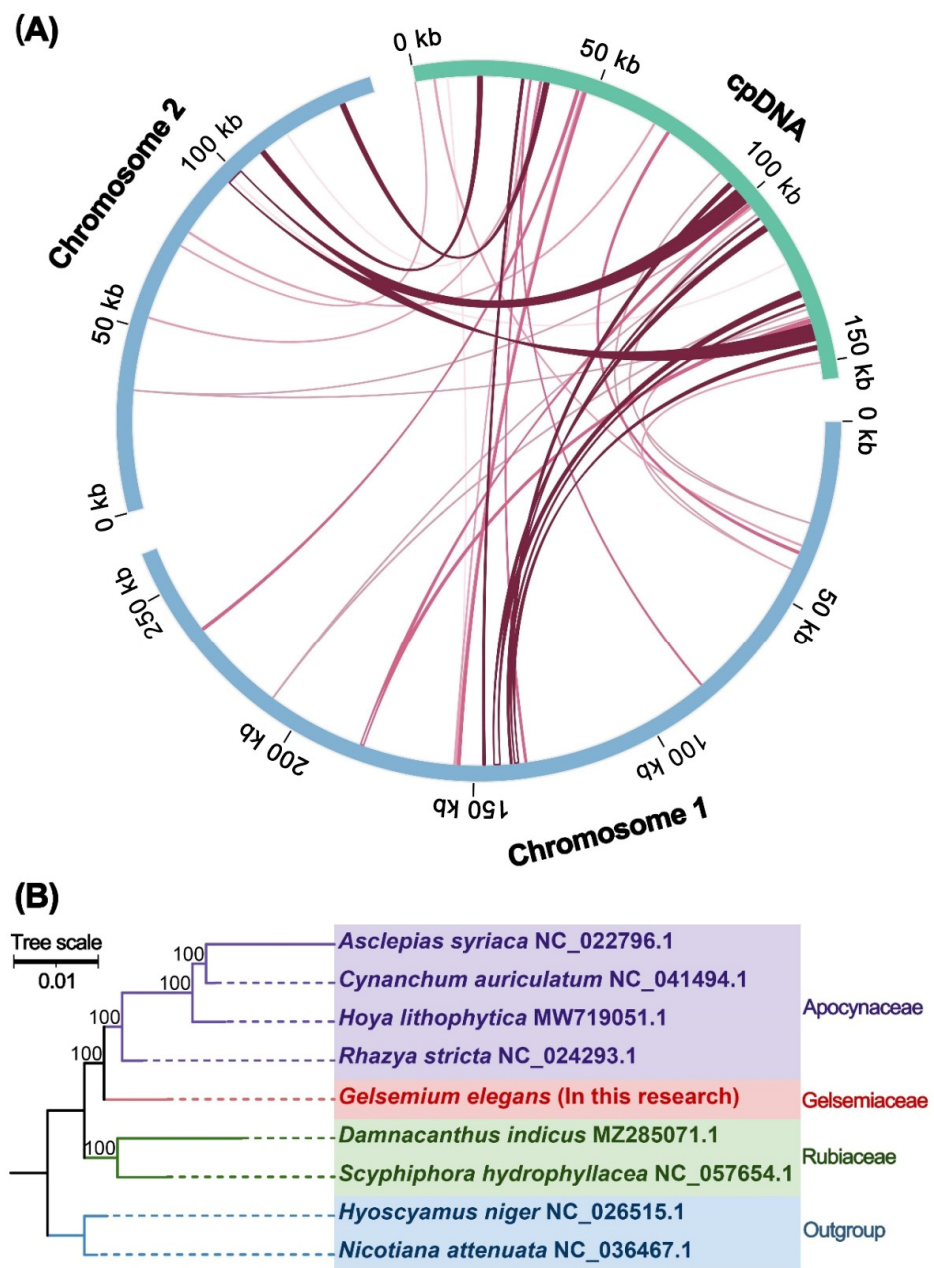 (A)
0 kb
50 kb
cpDNA
100 kb
150 kb
Chromosome 2
100 kb
50 kb
0 kb
0 kb
50 kb
100 kb
150 kb
200 kb
250 kb
Chromosome 1
(B)
Tree scale
0.01
100
100
100
100
100
Asclepias syriaca NC_022796.1
Cynanchum auriculatum NC_041494.1
Hoya lithophytica MW719051.1
Rhazya stricta NC_024293.1
Apocynaceae
Gelsemium elegans (In this research)
Gelsemiaceae
Damnacanthus indicus MZ285071.1
Scyphiphora hydrophyllacea NC_057654.1
Rubiaceae
Hyoscyamus niger NC_026515.1
Nicotiana attenuata NC_036467.1
Outgroup